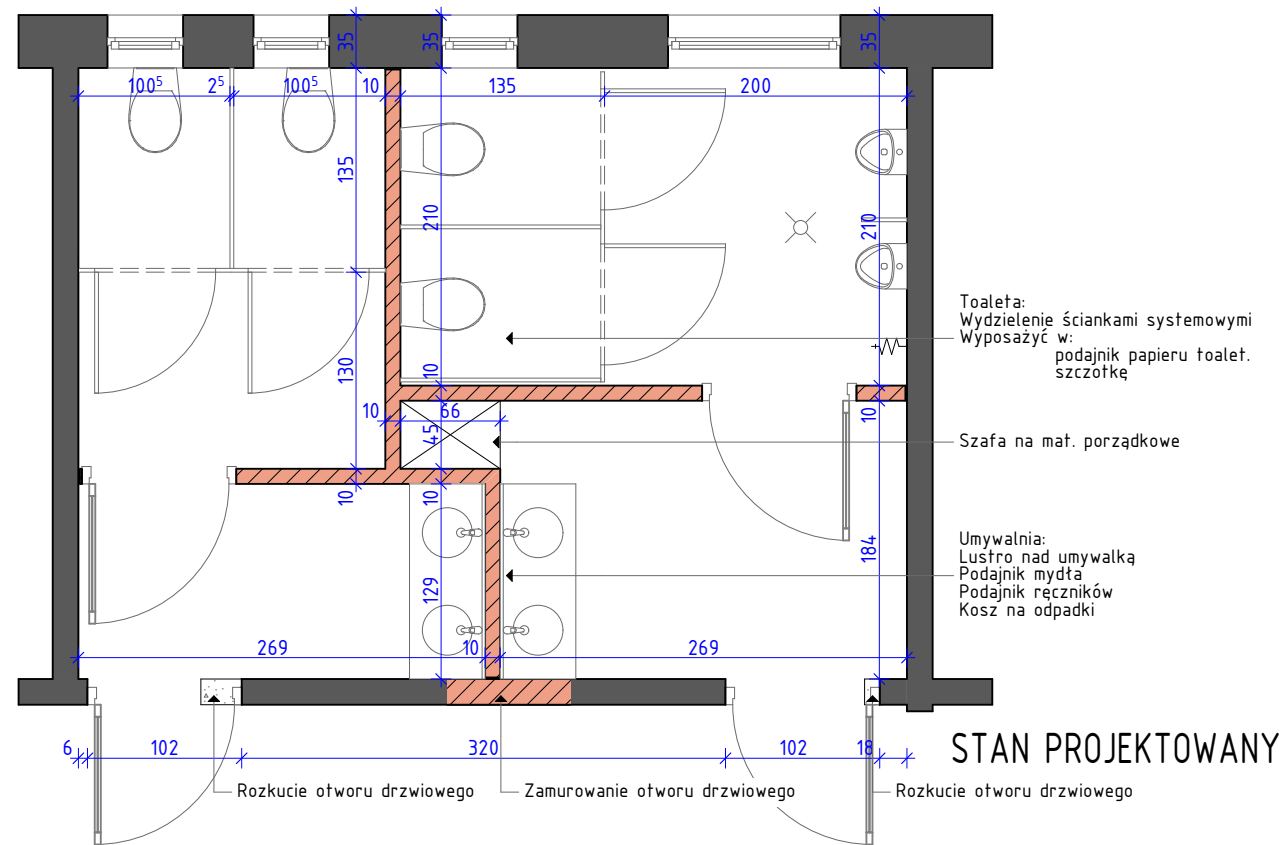 35
35
35
100⁵
2⁵
100⁵
10
135
200
135
210
210
130
10
10
66
45
10
10
10
184
129
269
10
269
6
102
320
102
18
Toaleta:
Wydzielenie ściankami systemowymi
Wyposażyć w:
podajnik papieru toalet.
szczotkę
Szafa na mat. porządkowe
Umywalnia:
Lustro nad umywalką
Podajnik mydła
Podajnik ręczników
Kosz na odpadki
STAN PROJEKTOWANY
Rozkucie otworu drzwiowego
Zamurowanie otworu drzwiowego
Rozkucie otworu drzwiowego